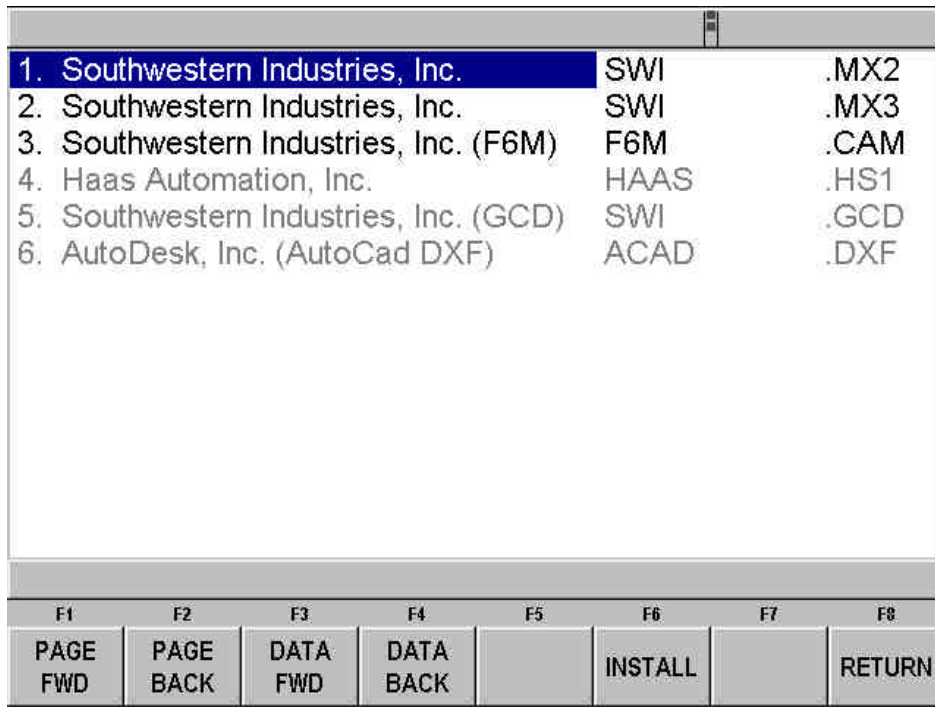 1. Southwestern Industries, Inc. SWI .MX2
2. Southwestern Industries, Inc. SWI .MX3
3. Southwestern Industries, Inc. (F6M) F6M .CAM
4. Haas Automation, Inc. HAAS .HS1
5. Southwestern Industries, Inc. (GCD) SWI .GCD
6. AutoDesk, Inc. (AutoCad DXF) ACAD .DXF
F1 F2 F3 F4 F5 F6 F7 F8
PAGE PAGE DATA DATA
INSTALL RETURN
FWD BACK FWD BACK